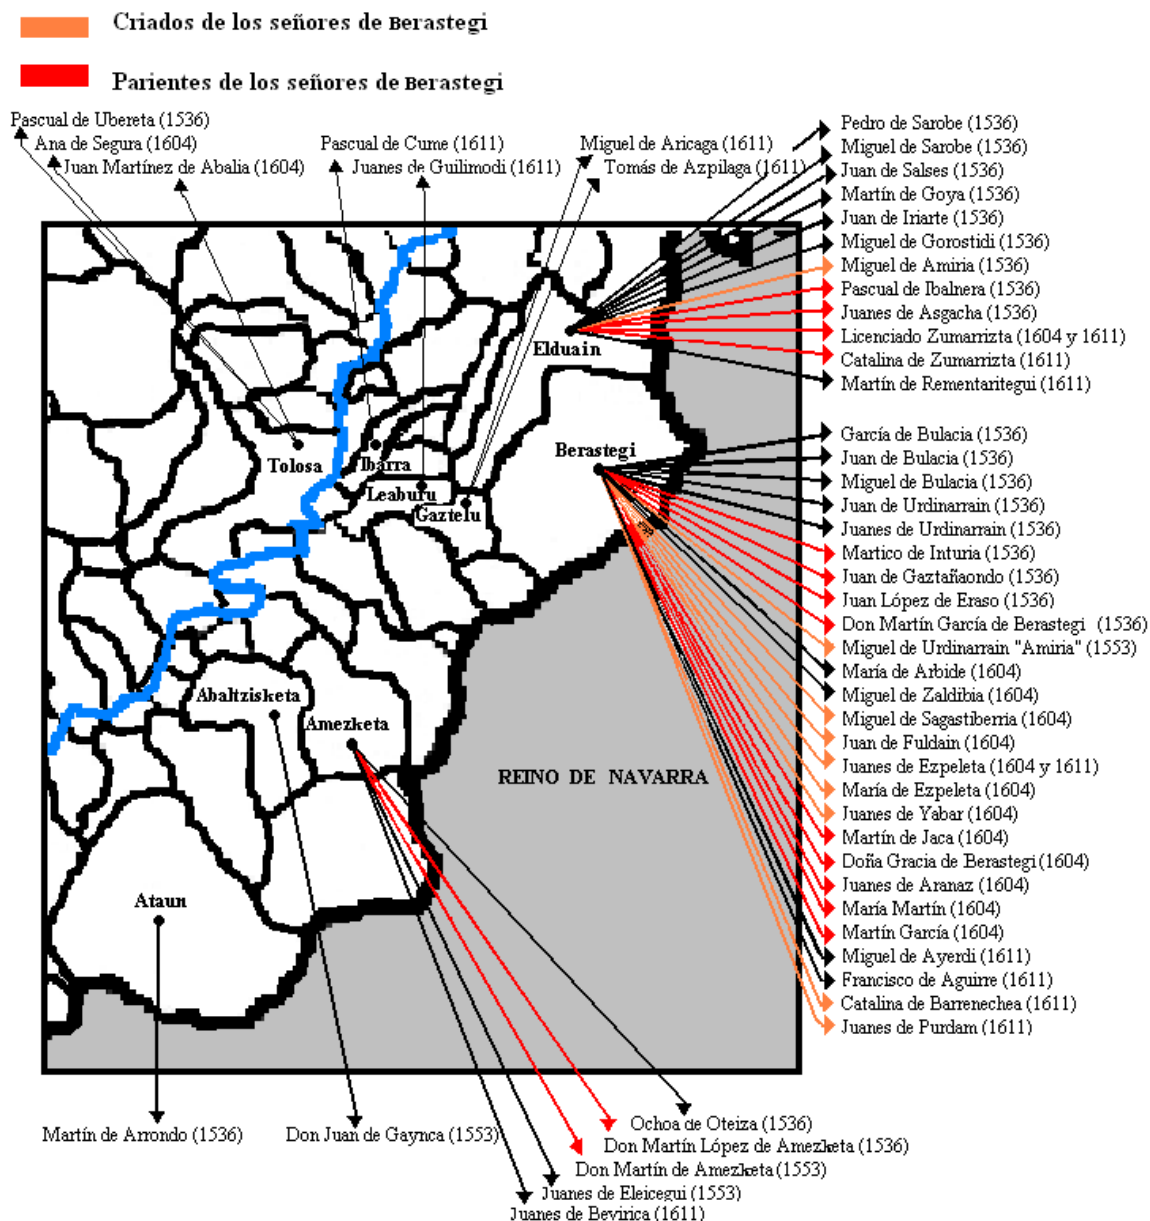 Criados de los señores de Berastegi
Parientes de los señores de Berastegi
Pascual de Ubereta (1536)
Ana de Segura (1604)
Juan Martínez de Abalia (1604)
Pascual de Cume (1611)
Juanes de Guilimodi (1611)
Miguel de Aricaga (1611)
Tomás de Azpilaga (1611)
Pedro de Sarobe (1536)
Miguel de Sarobe (1536)
Juan de Salses (1536)
Martín de Goya (1536)
Juan de Iriarte (1536)
Miguel de Gorostidi (1536)
Miguel de Amiria (1536)
Pascual de Ibalnera (1536)
Juanes de Asgacha (1536)
Licenciado Zumarrizta (1604 y 1611)
Catalina de Zumarrizta (1611)
Martín de Rementaritegui (1611)
Elduain
Berastegi
Tolosa
Ibarra
Leaburu
Gaztelu
García de Bulacia (1536)
Juan de Bulacia (1536)
Miguel de Bulacia (1536)
Juan de Urdinarrain (1536)
Juanes de Urdinarrain (1536)
Martico de Inturia (1536)
Juan de Gaztañaondo (1536)
Juan López de Eraso (1536)
Don Martín García de Berastegi (1536)
Miguel de Urdinarrain "Amiria" (1553)
María de Arbide (1604)
Miguel de Zaldibia (1604)
Miguel de Sagastiberria (1604)
Juan de Fuldain (1604)
Juanes de Ezpeleta (1604 y 1611)
María de Ezpeleta (1604)
Juanes de Yabar (1604)
Martín de Jaca (1604)
Doña Gracia de Berastegi (1604)
Juanes de Aranaz (1604)
María Martín (1604)
Martín García (1604)
Miguel de Ayerdi (1611)
Francisco de Aguirre (1611)
Catalina de Barrenechea (1611)
Juanes de Purdam (1611)
Abaltzisketa
Amezketa
REINO DE NAVARRA
Ataun
Martín de Arrondo (1536)
Don Juan de Gaynca (1553)
Ochoa de Oteiza (1536)
Don Martín López de Amezketa (1536)
Don Martín de Amezketa (1553)
Juanes de Eleicegui (1553)
Juanes de Bevirica (1611)